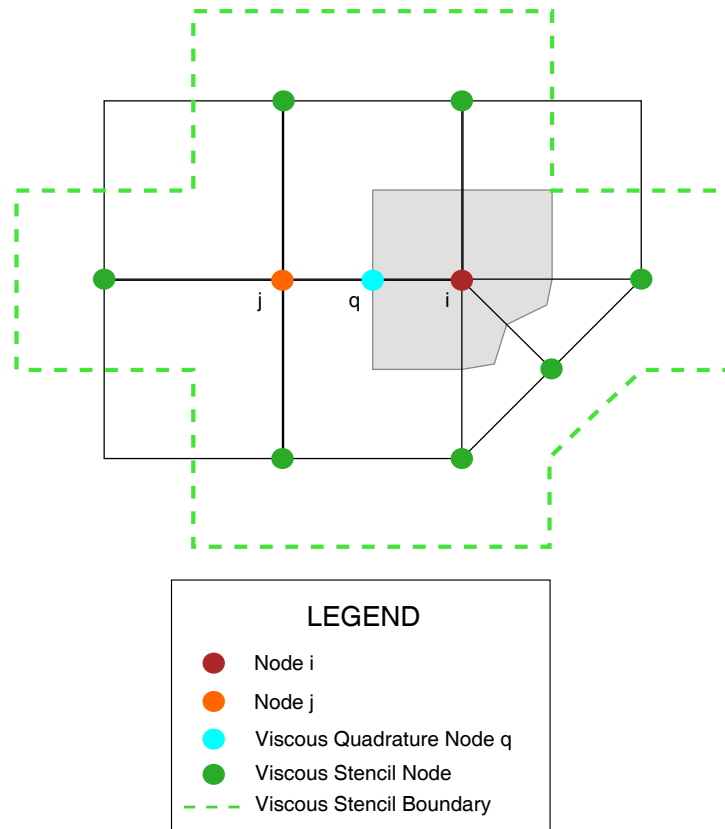 j q i
LEGEND
Node i
Node j
Viscous Quadrature Node q
Viscous Stencil Node
Viscous Stencil Boundary